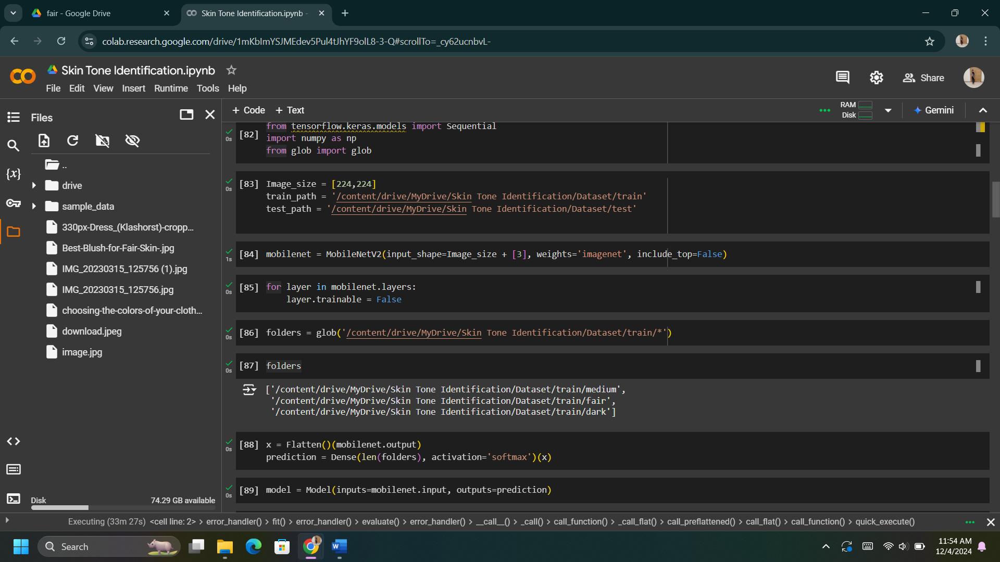 fair - Google Drive
Skin Tone Identification.ipynb -
colab.research.google.com/drive/1mKbImYSJMEdev5Pul4tJhYF9olL8-3-Q#scrollTo=_cy62ucnbvL-
Skin Tone Identification.ipynb
File Edit View Insert Runtime Tools Help
Share
Files
+ Code + Text
RAM
Disk
Gemini
..
drive
sample_data
330px-Dress_(Klashorst)-cropp...
Best-Blush-for-Fair-Skin-.jpg
IMG_20230315_125756 (1).jpg
IMG_20230315_125756.jpg
choosing-the-colors-of-your-cloth...
download.jpeg
image.jpg
Disk 74.29 GB available
from tensorflow.keras.models import Sequential
[82]
0s
import numpy as np
from glob import glob
[83] Image_size = [224,224]
0s
train_path = '/content/drive/MyDrive/Skin Tone Identification/Dataset/train'
test_path = '/content/drive/MyDrive/Skin Tone Identification/Dataset/test'
[84] mobilenet = MobileNetV2(input_shape=Image_size + [3], weights='imagenet', include_top=False)
1s
[85] for layer in mobilenet.layers:
0s
layer.trainable = False
[86] folders = glob('/content/drive/MyDrive/Skin Tone Identification/Dataset/train/*')
0s
[87] folders
0s
['/content/drive/MyDrive/Skin Tone Identification/Dataset/train/medium',
'/content/drive/MyDrive/Skin Tone Identification/Dataset/train/fair',
'/content/drive/MyDrive/Skin Tone Identification/Dataset/train/dark']
[88] x = Flatten()(mobilenet.output)
0s
prediction = Dense(len(folders), activation='softmax')(x)
[89] model = Model(inputs=mobilenet.input, outputs=prediction)
0s
Executing (33m 27s) <cell line: 2> > error_handler() > fit() > error_handler() > evaluate() > error_handler() > __call__() > _call() > call_function() > _call_flat() > call_preflattened() > call_flat() > call_function() > quick_execute()
Search
11:54 AM
12/4/2024